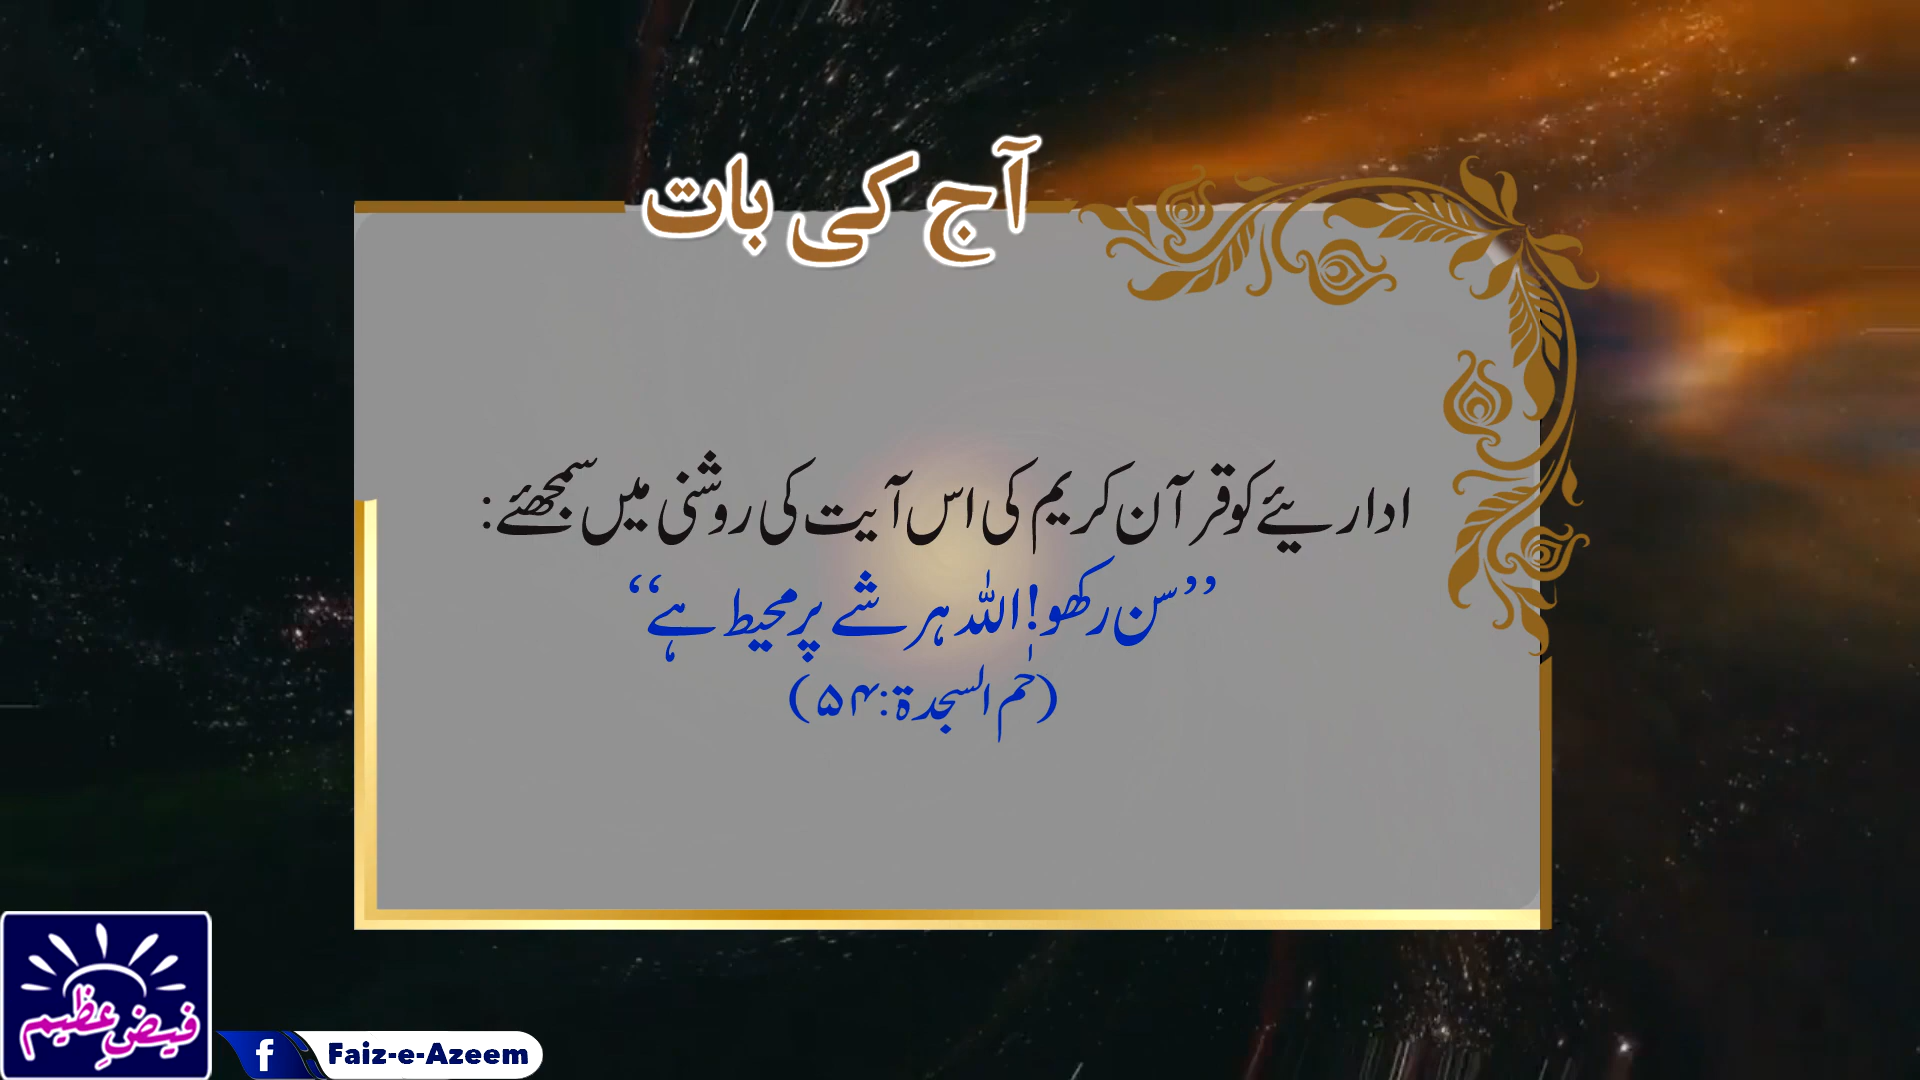 آج کی بات
اداریئے کو قرآن کریم کی اس آیت کی روشنی میں سمجھئے:
’’سن رکھو! اللہ ہر شے پر محیط ہے‘‘
(حٰم السجدۃ: ۵۴)
فیضِ عظیم
f Faiz-e-Azeem